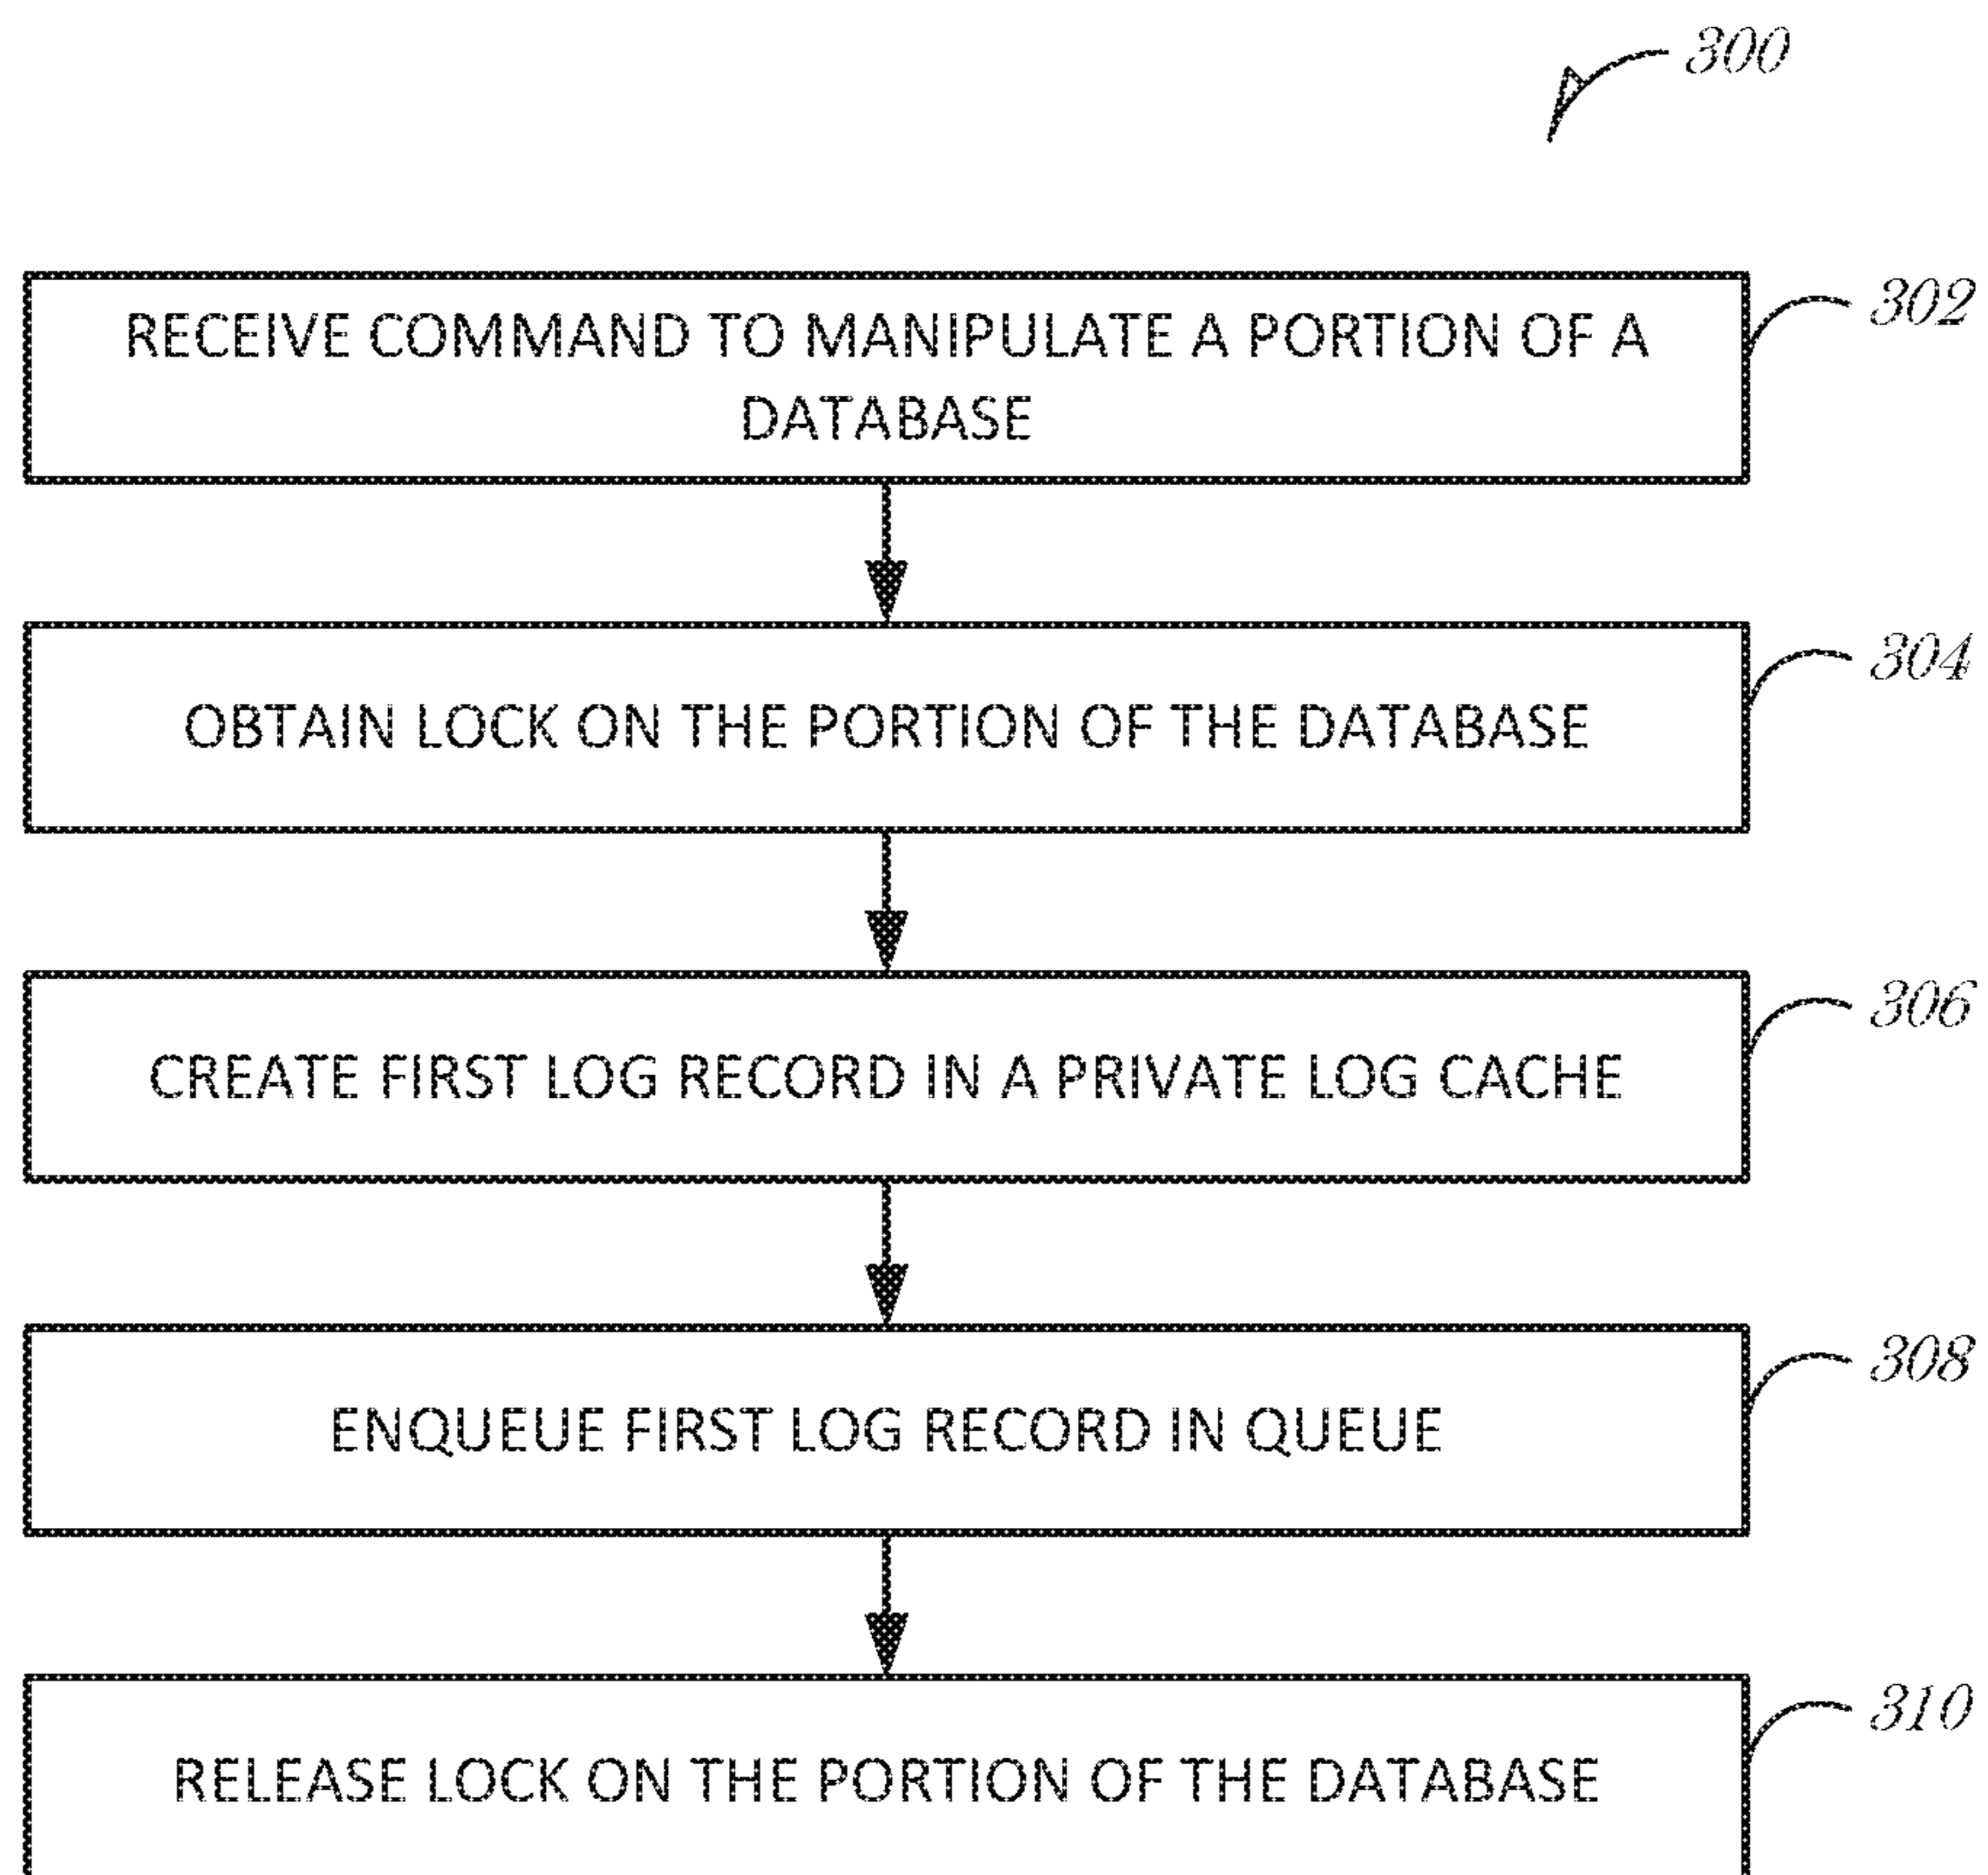 300
RECEIVE COMMAND TO MANIPULATE A PORTION OF A
DATABASE
302
OBTAIN LOCK ON THE PORTION OF THE DATABASE
304
CREATE FIRST LOG RECORD IN A PRIVATE LOG CACHE
306
ENQUEUE FIRST LOG RECORD IN QUEUE
308
RELEASE LOCK ON THE PORTION OF THE DATABASE
310